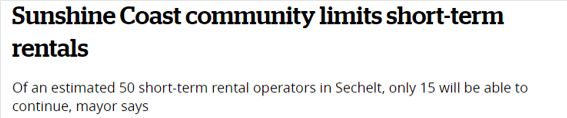 Sunshine Coast community limits short-term
rentals
Of an estimated 50 short-term rental operators in Sechelt, only 15 will be able to
continue, mayor says